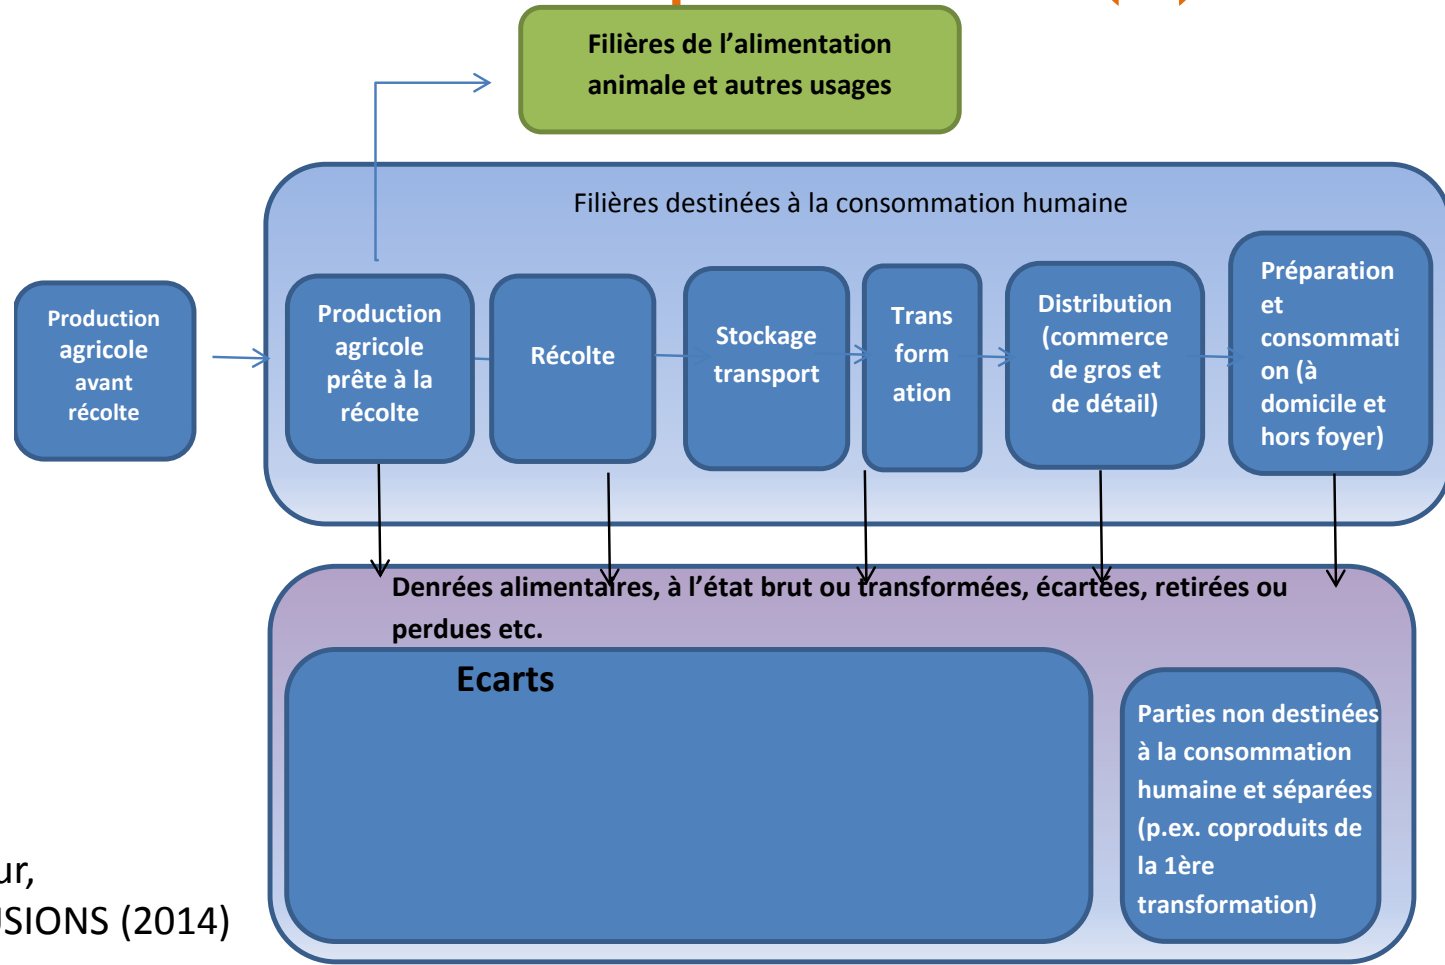 Filières de l’alimentation
animale et autres usages
Filières destinées à la consommation humaine
Production
agricole
avant
récolte
Production
agricole
prête à la
récolte
Récolte
Stockage
transport
Trans
form
ation
Distribution
(commerce
de gros et
de détail)
Préparation
et
consommati
on (à
domicile et
hors foyer)
Denrées alimentaires, à l’état brut ou transformées, écartées, retirées ou
perdues etc.
Ecarts
Parties non destinées
à la consommation
humaine et séparées
(p.ex. coproduits de
la 1ère
transformation)
ur,
USIONS (2014)